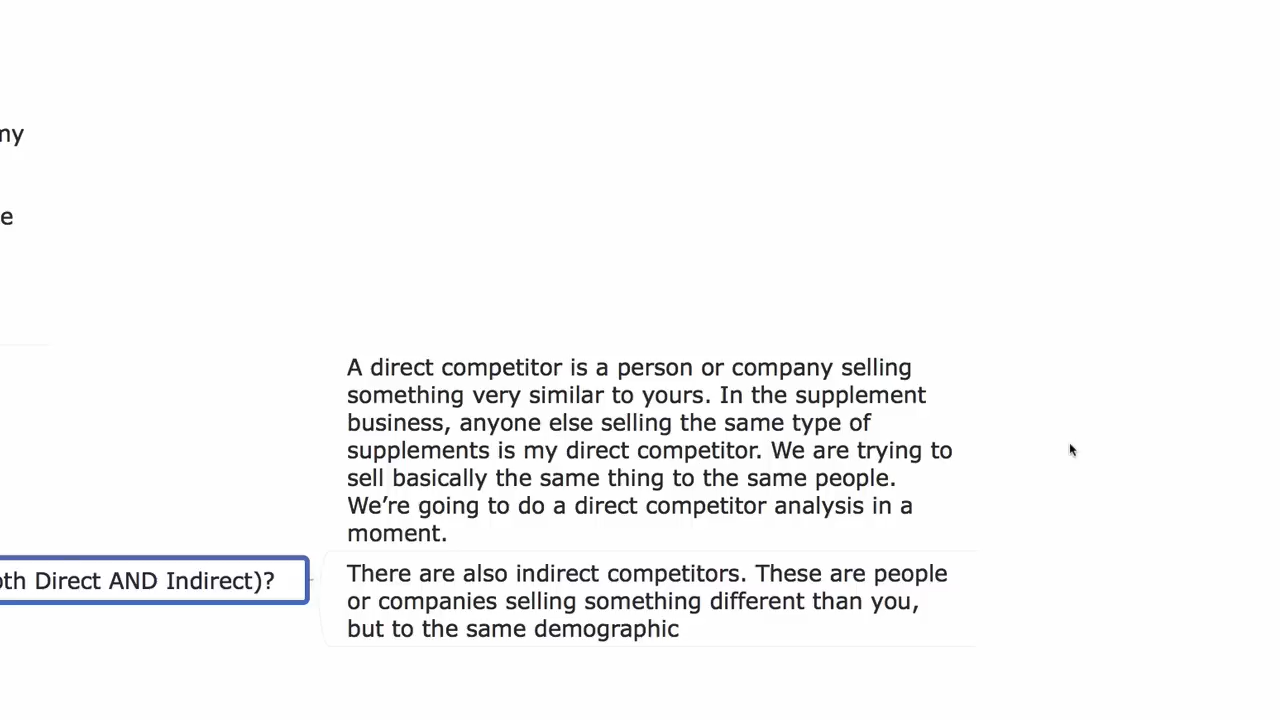 my
e
A direct competitor is a person or company selling
something very similar to yours. In the supplement
business, anyone else selling the same type of
supplements is my direct competitor. We are trying to
sell basically the same thing to the same people.
We’re going to do a direct competitor analysis in a
moment.
oth Direct AND Indirect)?
There are also indirect competitors. These are people
or companies selling something different than you,
but to the same demographic